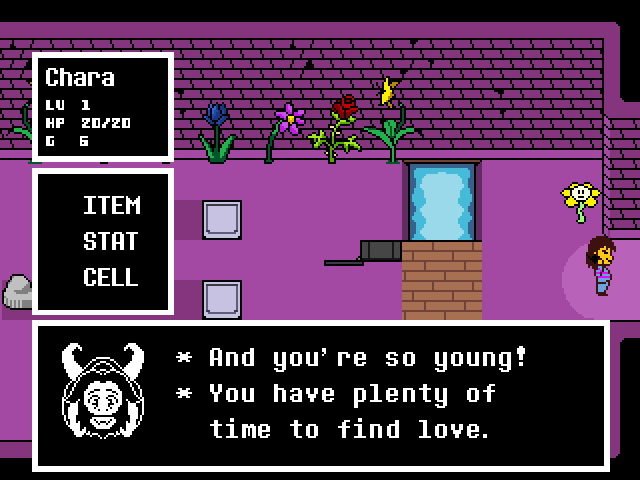 Chara
LV 1
HP 20/20
G 6
ITEM
STAT
CELL
* And you're so young!
* You have plenty of
time to find love.